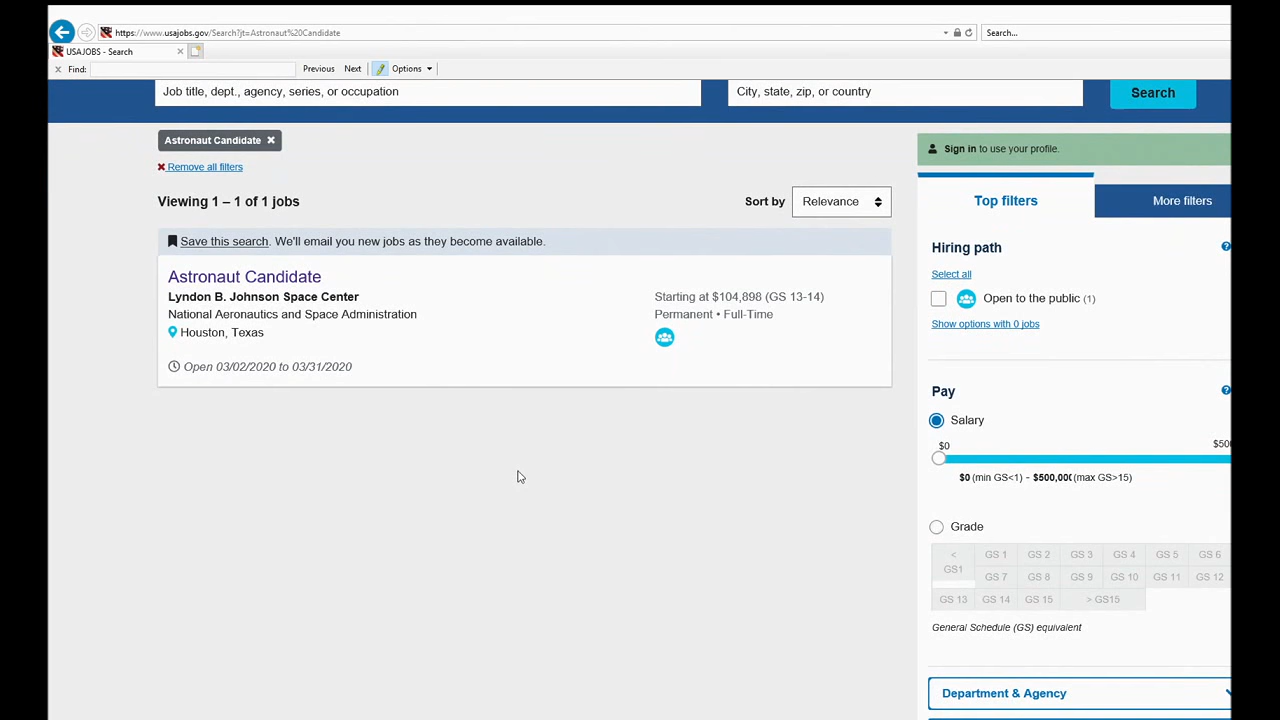 https://www.usajobs.gov/Search?jt=Astronaut%20Candidate
Search...
USAJOBS - Search
Find:
Previous
Next
Options
Job title, dept., agency, series, or occupation
City, state, zip, or country
Search
Astronaut Candidate
Remove all filters
Sign in to use your profile.
Viewing 1 – 1 of 1 jobs
Sort by
Relevance
Top filters
More filters
Save this search. We'll email you new jobs as they become available.
Astronaut Candidate
Lyndon B. Johnson Space Center
National Aeronautics and Space Administration
Houston, Texas
Starting at $104,898 (GS 13-14)
Permanent • Full-Time
Open 03/02/2020 to 03/31/2020
Hiring path
Select all
Open to the public (1)
Show options with 0 jobs
Pay
Salary
$0
$500
$0 (min GS<1) - $500,000 (max GS>15)
Grade
< GS1
GS 1 GS 2 GS 3 GS 4 GS 5 GS 6
GS 7 GS 8 GS 9 GS 10 GS 11 GS 12
GS 13 GS 14 GS 15 > GS15
General Schedule (GS) equivalent
Department & Agency